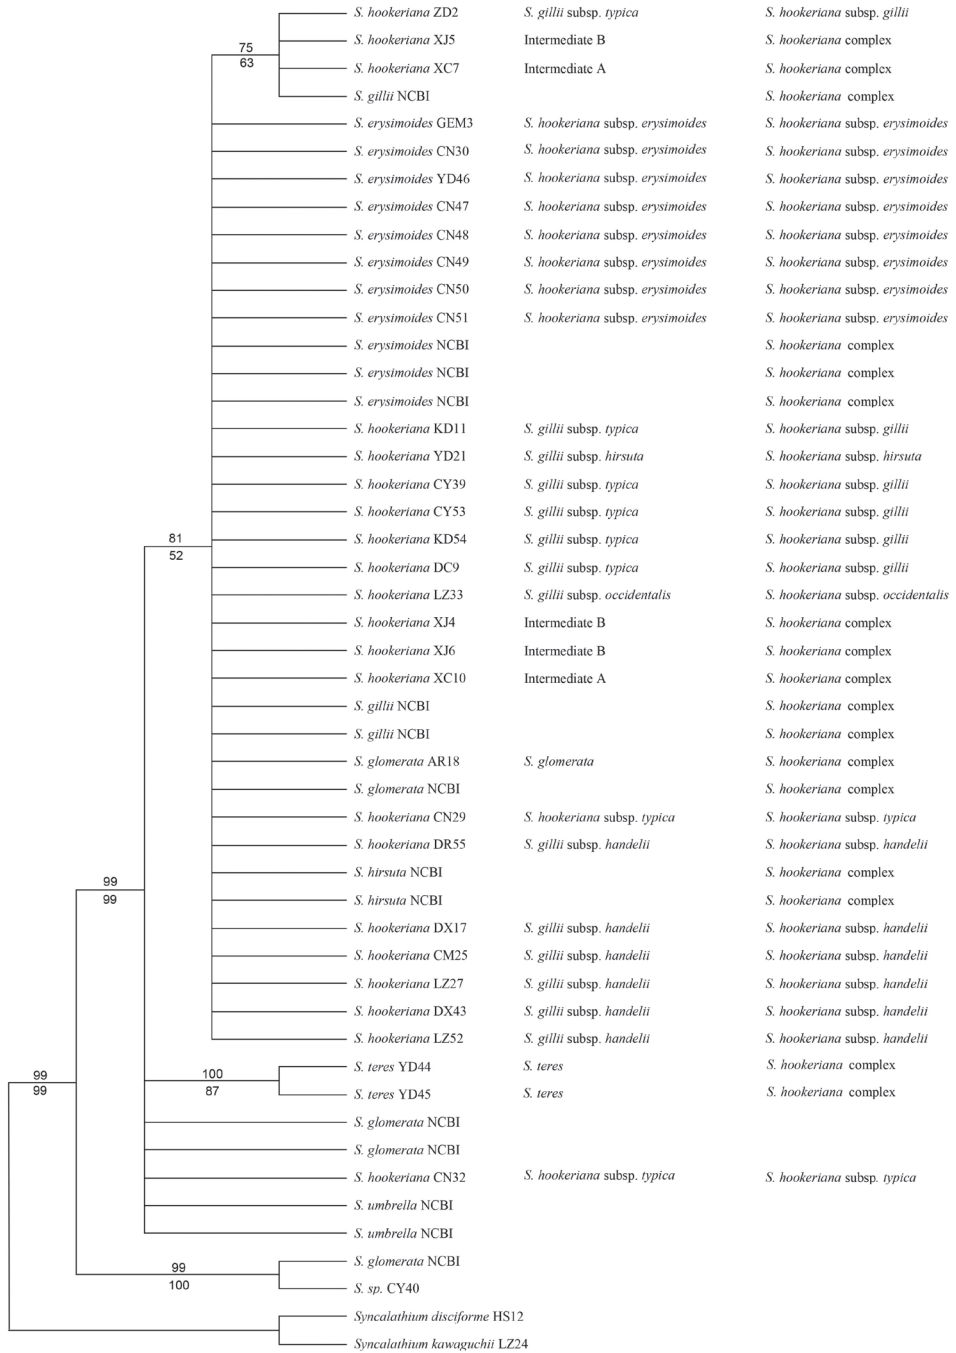 S. hookeriana ZD2 S. gillii subsp. typica S. hookeriana subsp. gillii
S. hookeriana XJ5 Intermediate B S. hookeriana complex
75
63
S. hookeriana XC7 Intermediate A S. hookeriana complex
S. gillii NCBI S. hookeriana complex
S. erysimoides GEM3 S. hookeriana subsp. erysimoides S. hookeriana subsp. erysimoides
S. erysimoides CN30 S. hookeriana subsp. erysimoides S. hookeriana subsp. erysimoides
S. erysimoides YD46 S. hookeriana subsp. erysimoides S. hookeriana subsp. erysimoides
S. erysimoides CN47 S. hookeriana subsp. erysimoides S. hookeriana subsp. erysimoides
S. erysimoides CN48 S. hookeriana subsp. erysimoides S. hookeriana subsp. erysimoides
S. erysimoides CN49 S. hookeriana subsp. erysimoides S. hookeriana subsp. erysimoides
S. erysimoides CN50 S. hookeriana subsp. erysimoides S. hookeriana subsp. erysimoides
S. erysimoides CN51 S. hookeriana subsp. erysimoides S. hookeriana subsp. erysimoides
S. erysimoides NCBI S. hookeriana complex
S. erysimoides NCBI S. hookeriana complex
S. erysimoides NCBI S. hookeriana complex
S. hookeriana KD11 S. gillii subsp. typica S. hookeriana subsp. gillii
S. hookeriana YD21 S. gillii subsp. hirsuta S. hookeriana subsp. hirsuta
S. hookeriana CY39 S. gillii subsp. typica S. hookeriana subsp. gillii
S. hookeriana CY53 S. gillii subsp. typica S. hookeriana subsp. gillii
81
52
S. hookeriana KD54 S. gillii subsp. typica S. hookeriana subsp. gillii
S. hookeriana DC9 S. gillii subsp. typica S. hookeriana subsp. gillii
S. hookeriana LZ33 S. gillii subsp. occidentalis S. hookeriana subsp. occidentalis
S. hookeriana XJ4 Intermediate B S. hookeriana complex
S. hookeriana XJ6 Intermediate B S. hookeriana complex
S. hookeriana XC10 Intermediate A S. hookeriana complex
S. gillii NCBI S. hookeriana complex
S. gillii NCBI S. hookeriana complex
S. glomerata AR18 S. glomerata S. hookeriana complex
S. glomerata NCBI S. hookeriana complex
S. hookeriana CN29 S. hookeriana subsp. typica S. hookeriana subsp. typica
S. hookeriana DR55 S. gillii subsp. handelii S. hookeriana subsp. handelii
S. hirsuta NCBI S. hookeriana complex
99
99
S. hirsuta NCBI S. hookeriana complex
S. hookeriana DX17 S. gillii subsp. handelii S. hookeriana subsp. handelii
S. hookeriana CM25 S. gillii subsp. handelii S. hookeriana subsp. handelii
S. hookeriana LZ27 S. gillii subsp. handelii S. hookeriana subsp. handelii
S. hookeriana DX43 S. gillii subsp. handelii S. hookeriana subsp. handelii
S. hookeriana LZ52 S. gillii subsp. handelii S. hookeriana subsp. handelii
S. teres YD44 S. teres S. hookeriana complex
99
99
100
87
S. teres YD45 S. teres S. hookeriana complex
S. glomerata NCBI
S. glomerata NCBI
S. hookeriana CN32 S. hookeriana subsp. typica S. hookeriana subsp. typica
S. umbrella NCBI
S. umbrella NCBI
S. glomerata NCBI
99
100
S. sp. CY40
Syncalathium disciforme HS12
Syncalathium kawaguchii LZ24